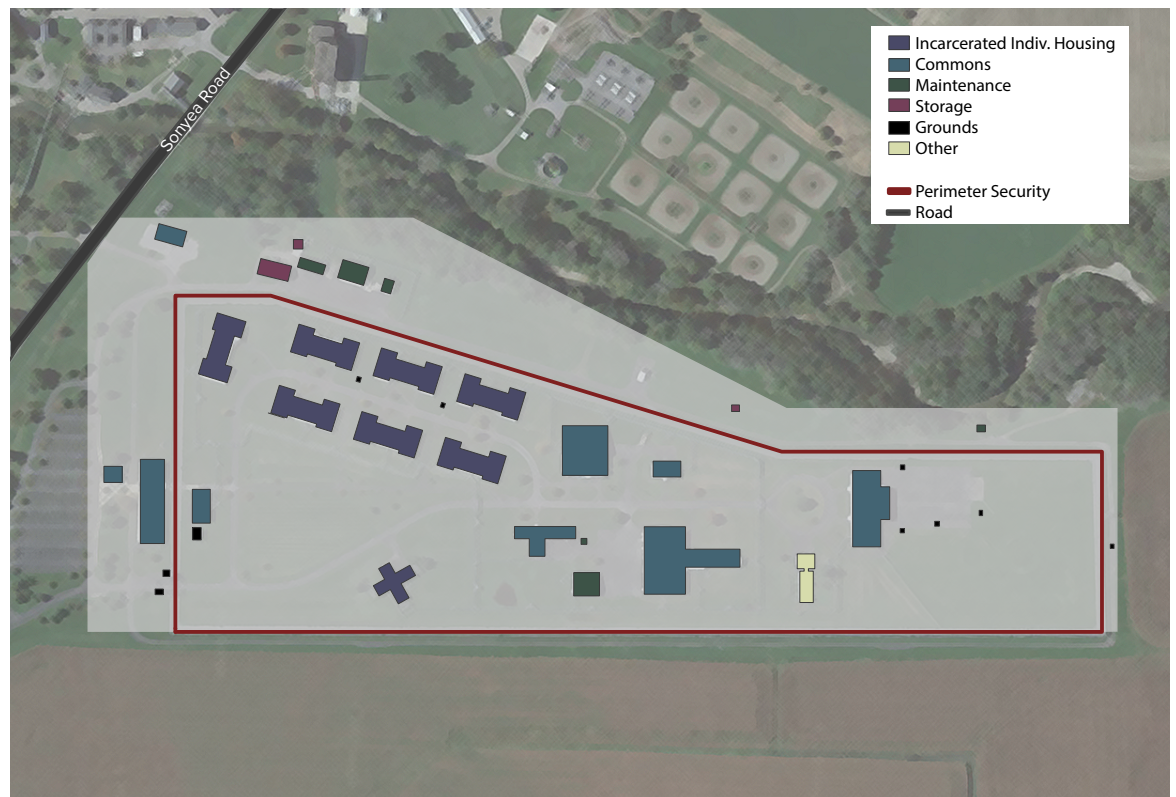 Sonyea Road
Incarcerated Indiv. Housing
Commons
Maintenance
Storage
Grounds
Other
Perimeter Security
Road